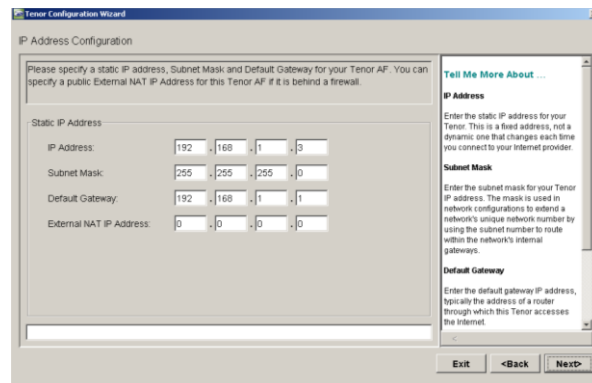 Tenor Configuration Wizard
IP Address Configuration
Please specify a static IP address, Subnet Mask and Default Gateway for your Tenor AF. You can
specify a public External NAT IP Address for this Tenor AF if it is behind a firewall.
Static IP Address
IP Address: 192 . 168 . 1 . 3
Subnet Mask: 255 . 255 . 255 . 0
Default Gateway: 192 . 168 . 1 . 1
External NAT IP Address: 0 . 0 . 0 . 0
Tell Me More About ...
IP Address
Enter the static IP address for your
Tenor. This is a fixed address, not a
dynamic one that changes each time
you connect to your Internet provider.
Subnet Mask
Enter the subnet mask for your Tenor
IP address. The mask is used in
network configurations to extend a
network's unique network number by
using the subnet number to route
within the network's internal
gateways.
Default Gateway
Enter the default gateway IP address,
typically the address of a router
through which this Tenor accesses
the Internet.
Exit <Back Next>